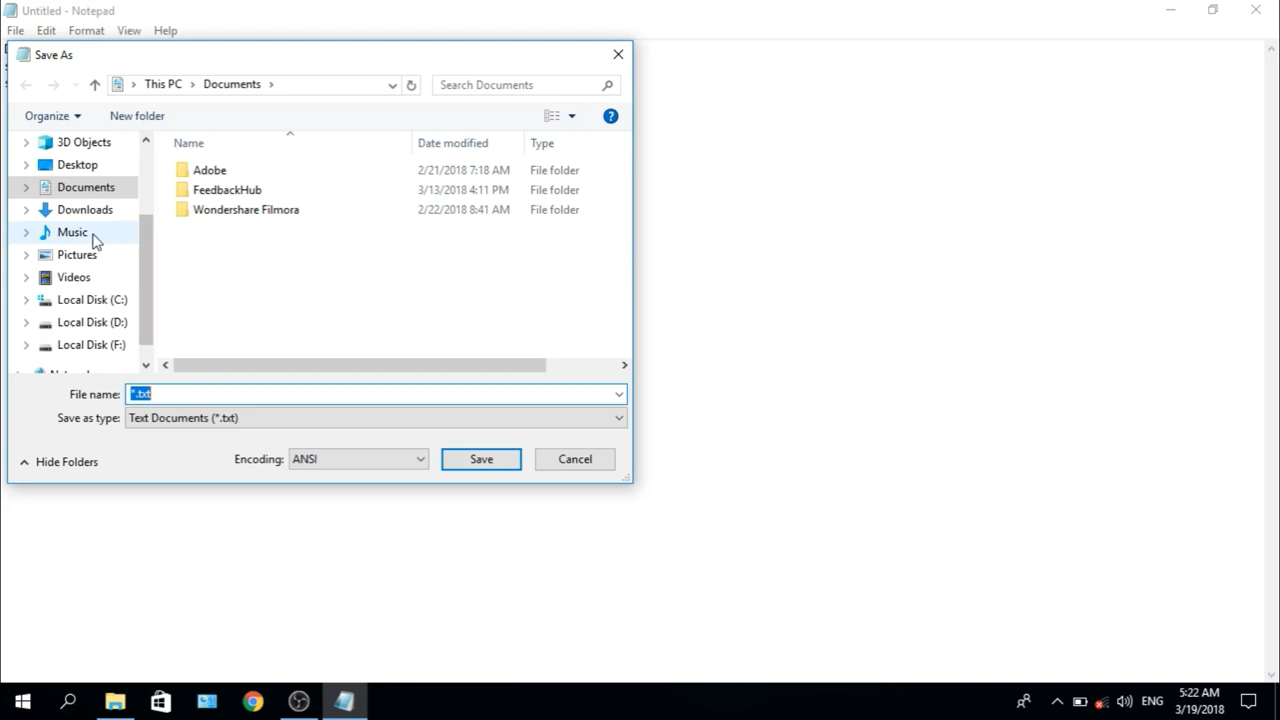 Untitled - Notepad
File Edit Format View Help
Save As
This PC Documents
Search Documents
Organize New folder
Name Date modified Type
3D Objects
Desktop
Documents
Downloads
Music
Pictures
Videos
Local Disk (C:)
Local Disk (D:)
Local Disk (F:)
Adobe 2/21/2018 7:18 AM File folder
FeedbackHub 3/13/2018 4:11 PM File folder
Wondershare Filmora 2/22/2018 8:41 AM File folder
File name: *.txt
Save as type: Text Documents (*.txt)
Hide Folders
Encoding: ANSI
Save
Cancel
ENG
5:22 AM
3/19/2018